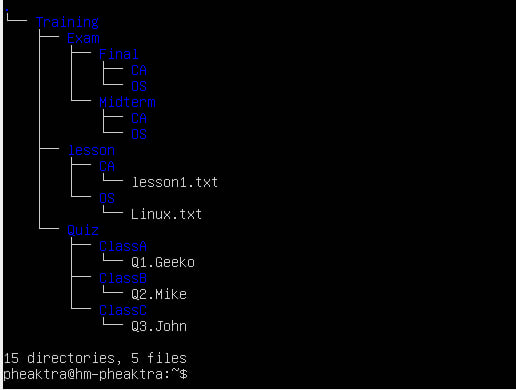 .
└── Training
    ├── Exam
    │   ├── Final
    │   │   ├── CA
    │   │   └── OS
    │   └── Midterm
    │       ├── CA
    │       └── OS
    ├── lesson
    │   ├── CA
    │   │   └── lesson1.txt
    │   └── OS
    │       └── Linux.txt
    └── Quiz
        ├── ClassA
        │   └── Q1.Geeko
        ├── ClassB
        │   └── Q2.Mike
        └── ClassC
            └── Q3.John
15 directories, 5 files
pheaktra@hm-pheaktra:~$